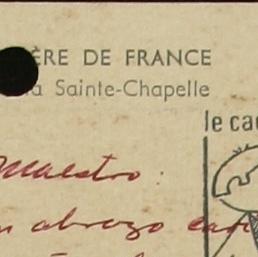 ÈRE DE FRANCE
a Sainte-Chapelle
le ca
Maestro:
abrazo